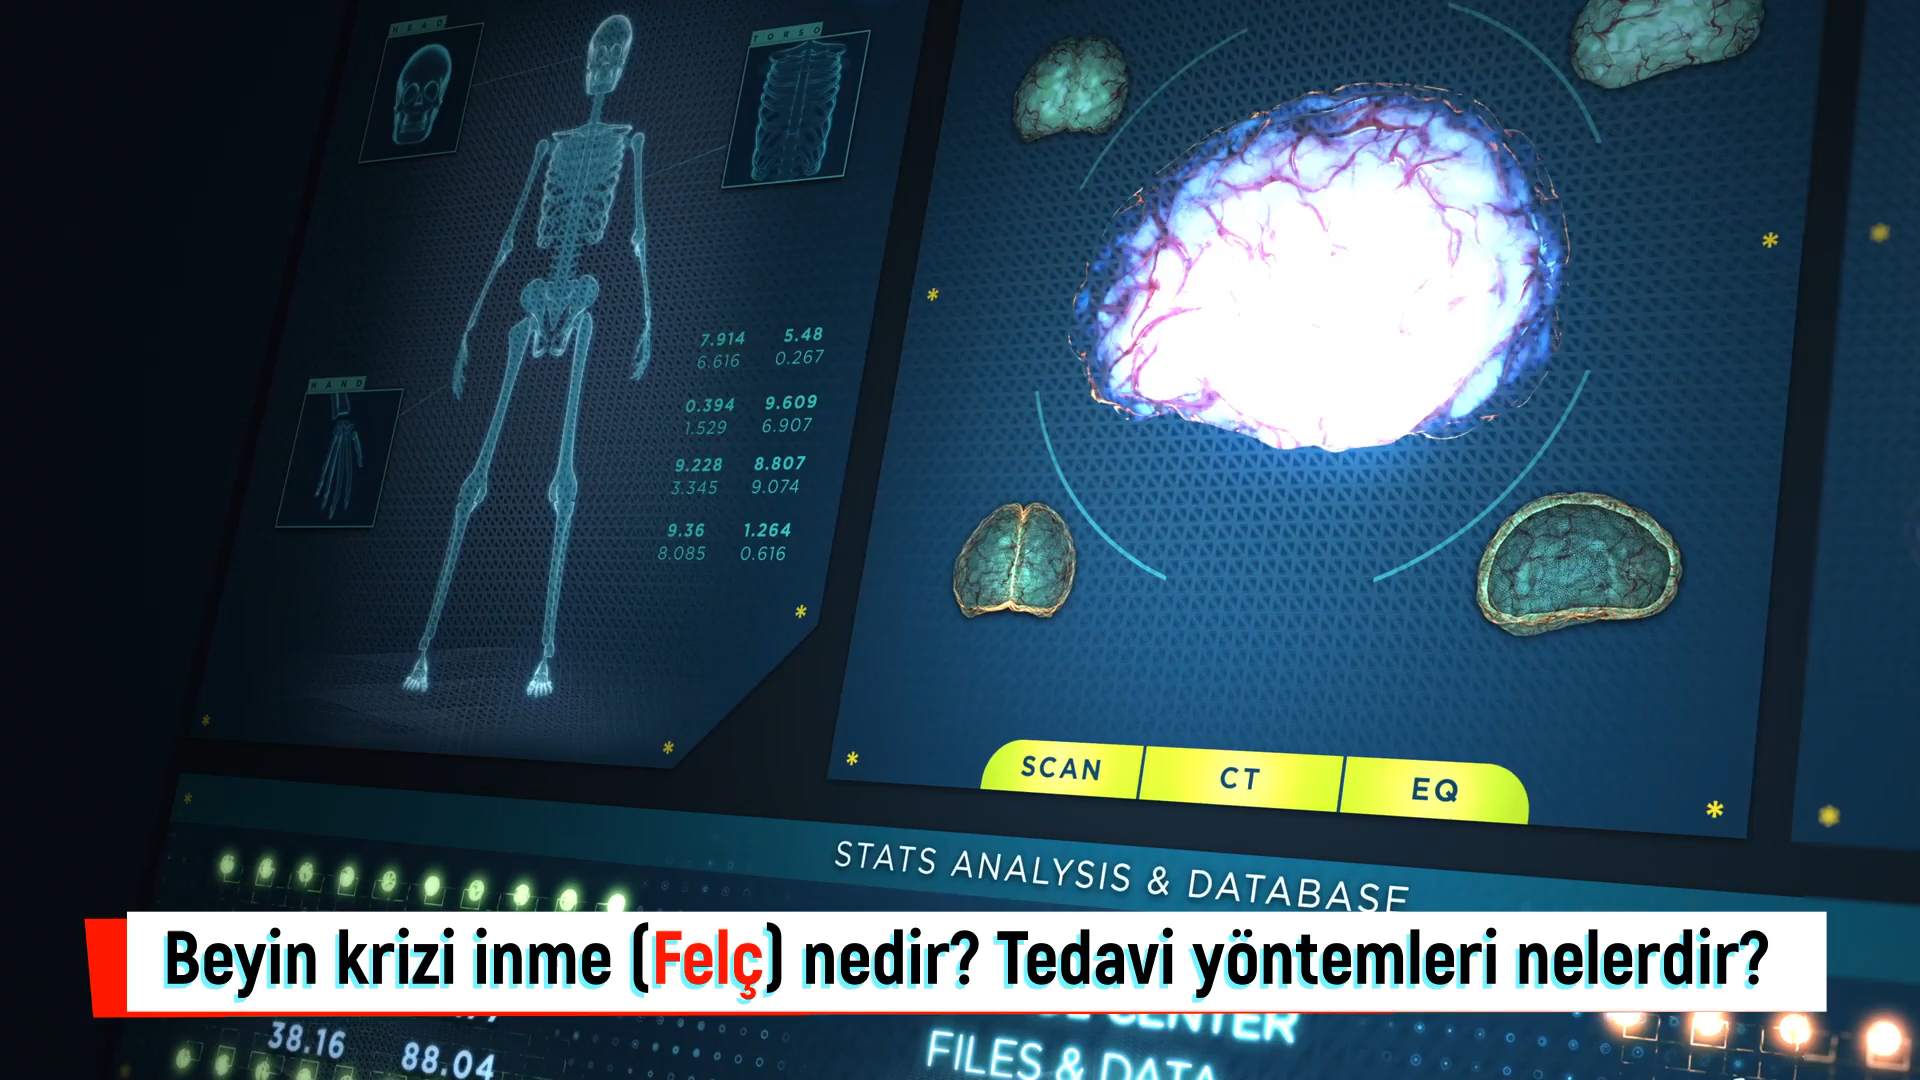 HEAD
TORSO
HAND
7.914 5.48
6.616 0.267
0.394 9.609
1.529 6.907
9.228 8.807
3.345 9.074
9.36 1.264
8.085 0.616
SCAN CT EQ
STATS ANALYSIS & DATABASE
Beyin krizi inme (Felç) nedir? Tedavi yöntemleri nelerdir?
CENTER
38.16 88.04
FILES & DATA